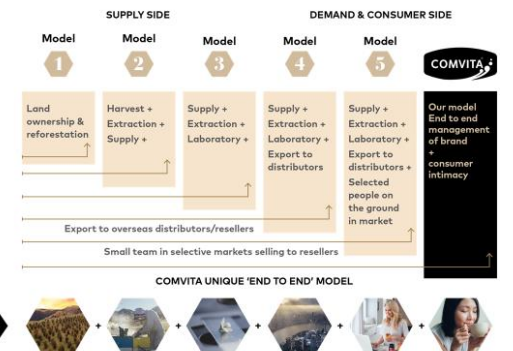 SUPPLY SIDE
DEMAND & CONSUMER SIDE
Model
1
Model
2
Model
3
Model
4
Model
5
COMVITA
Land
ownership &
reforestation
Harvest +
Extraction +
Supply +
Supply +
Extraction +
Laboratory +
Supply +
Extraction +
Laboratory +
Export to
distributors
Supply +
Extraction +
Laboratory +
Export to
distributors +
Selected
people on
the ground
in market
Our model
End to end
management
of brand
+
consumer
intimacy
Export to overseas distributors/resellers
Small team in selective markets selling to resellers
COMVITA UNIQUE ‘END TO END’ MODEL
+ + + + +